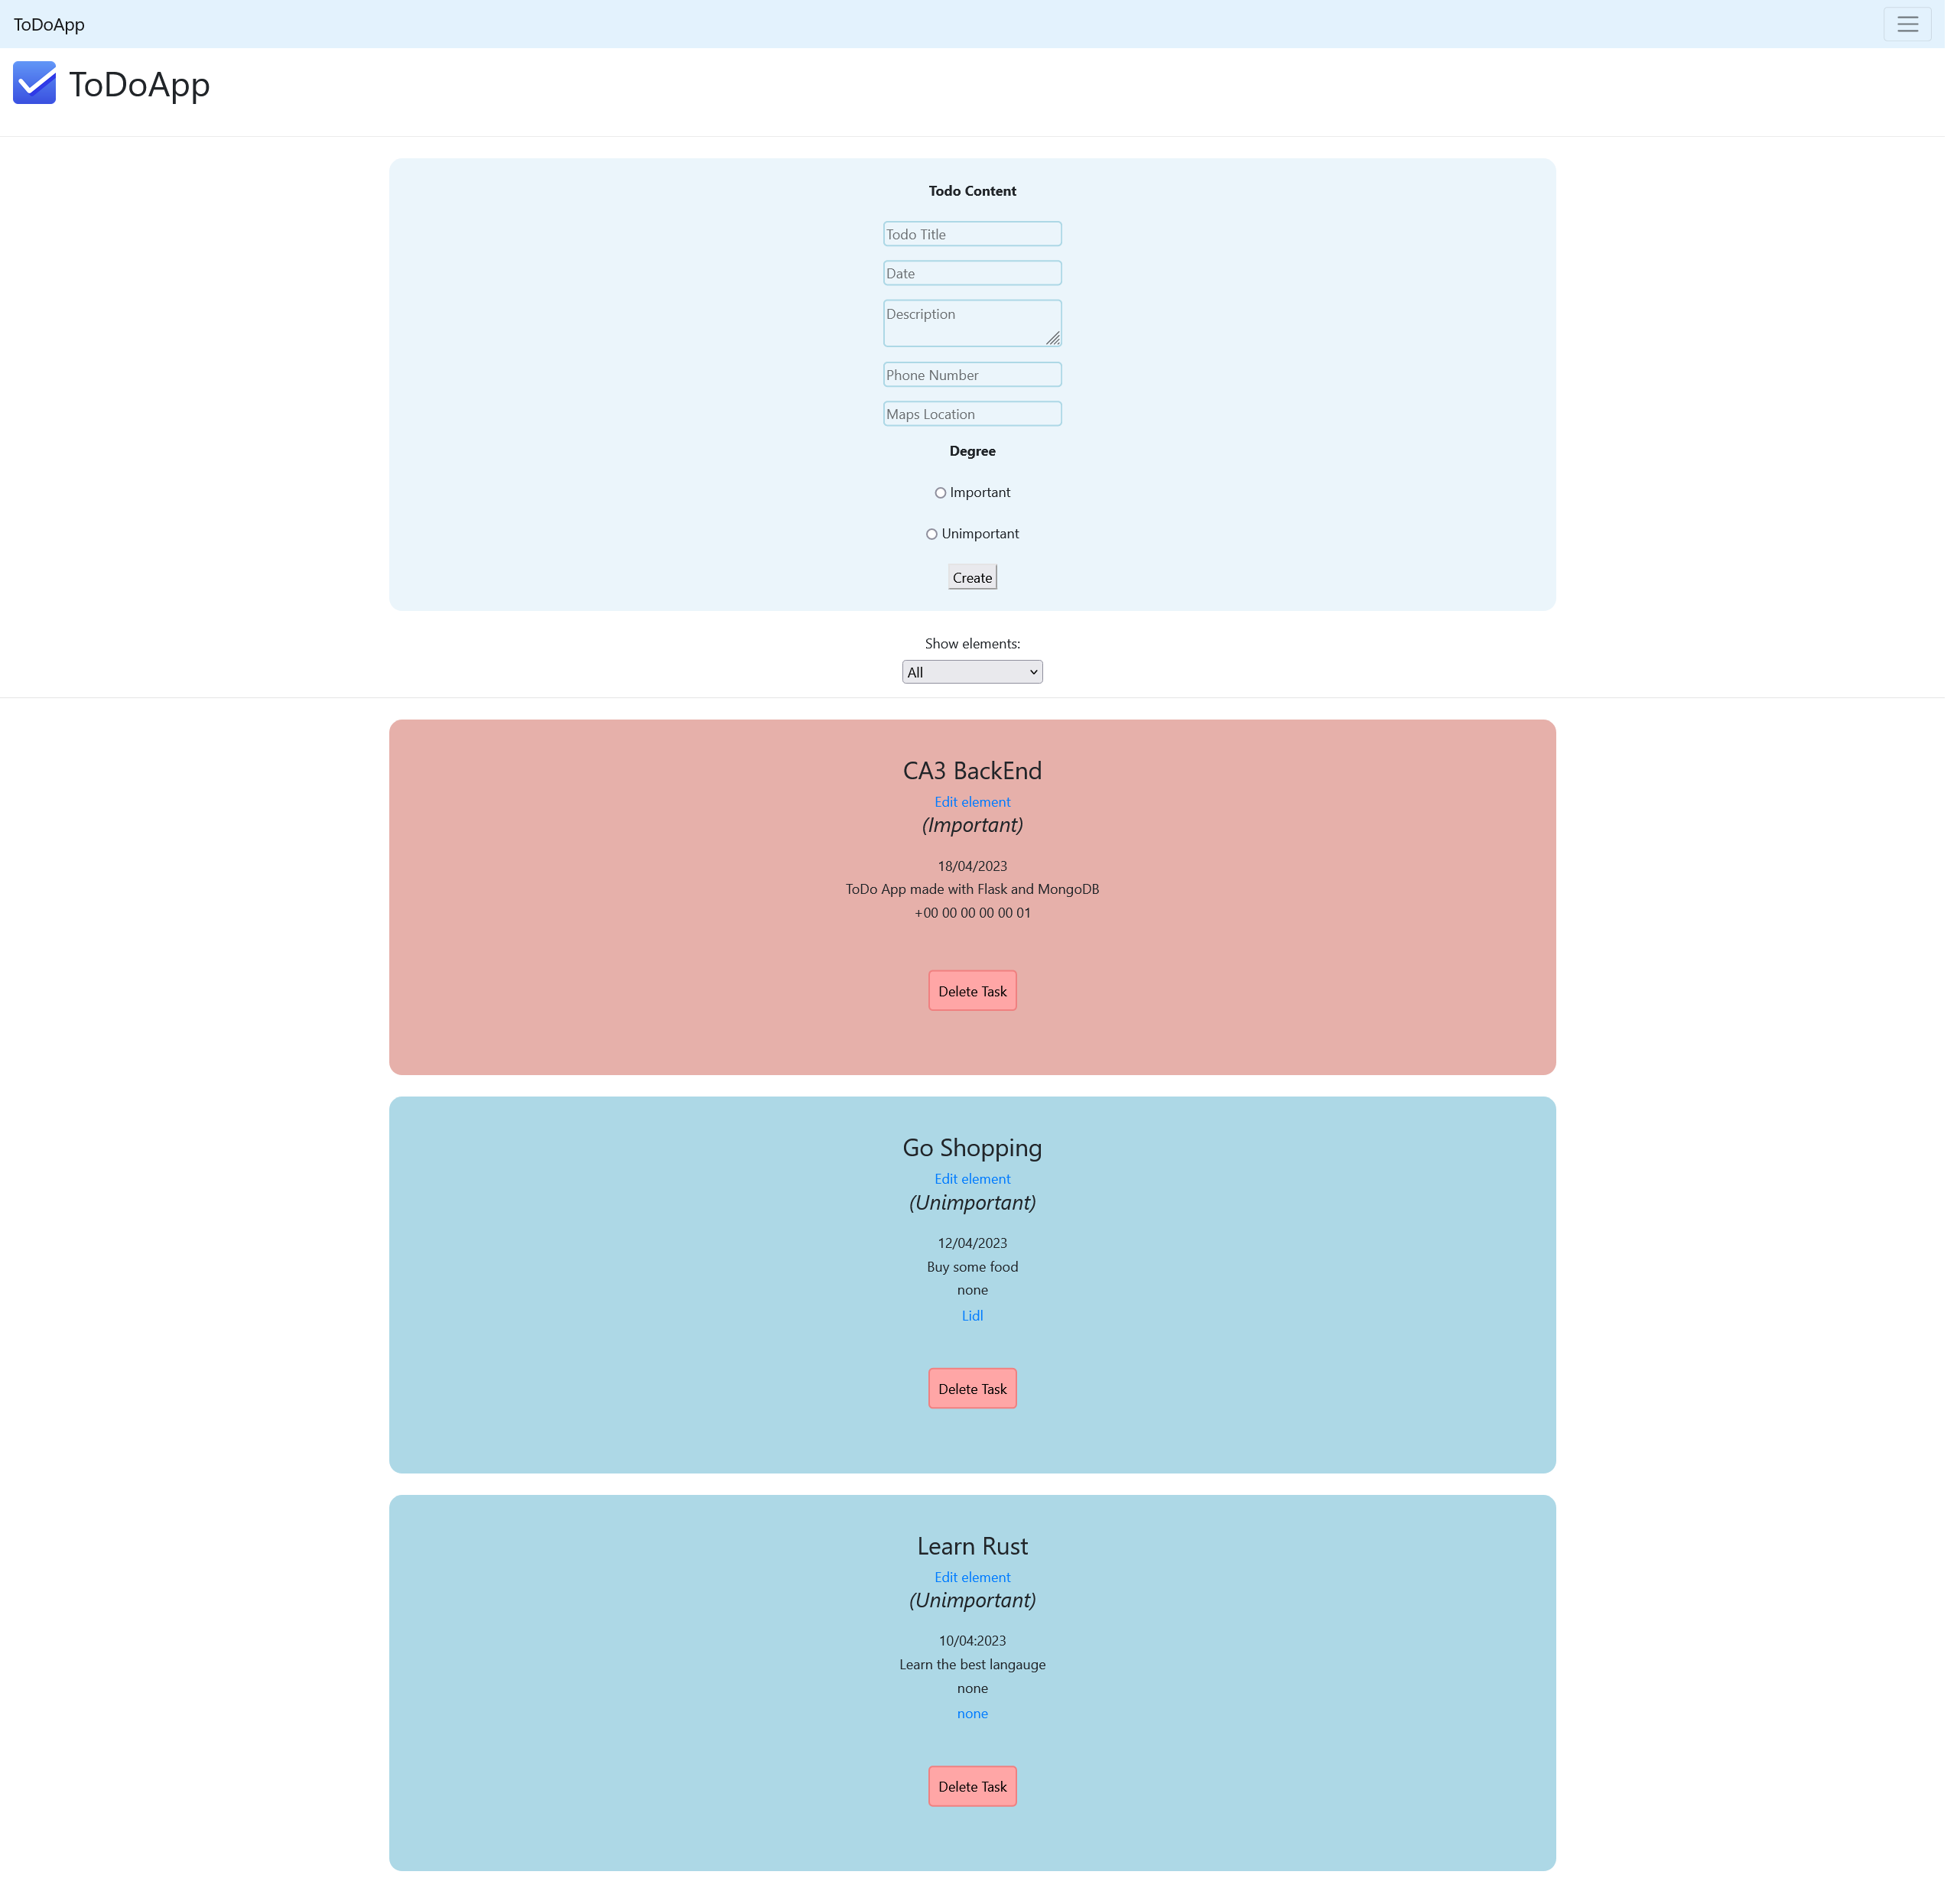 ToDoApp
ToDoApp
Todo Content
Todo Title
Date
Description
Phone Number
Maps Location
Degree
Important
Unimportant
Create
Show elements:
All
CA3 BackEnd
Edit element
(Important)
18/04/2023
ToDo App made with Flask and MongoDB
+00 00 00 00 00 01
Delete Task
Go Shopping
Edit element
(Unimportant)
12/04/2023
Buy some food
none
Lidl
Delete Task
Learn Rust
Edit element
(Unimportant)
10/04:2023
Learn the best langauge
none
none
Delete Task